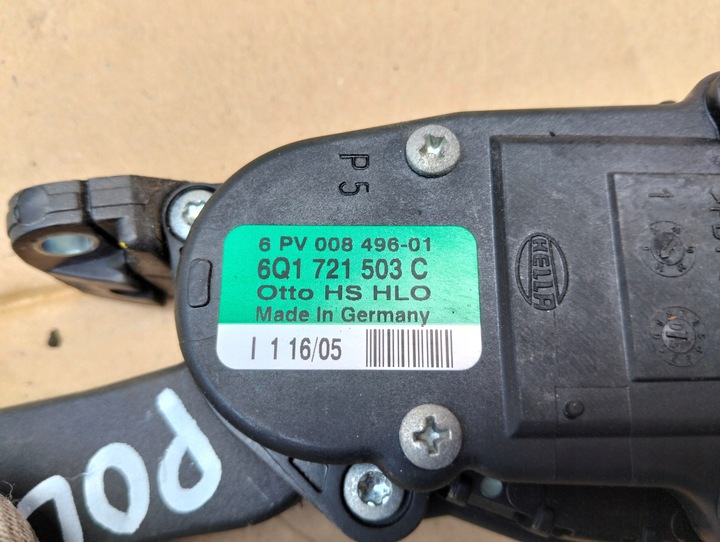 P 5
6 PV 008 496-01
6Q1 721 503 C
Otto HS HLO
Made In Germany
I 1 16/05
HELLA
1
POL